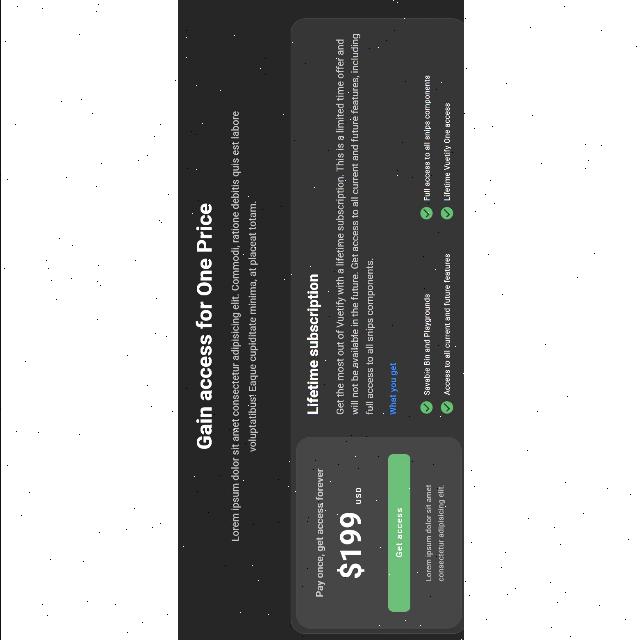 Gain access for One Price
Lorem ipsum dolor sit amet consectetur adipisicing elit. Commodi, ratione debitis quis est labore
voluptatibus! Eaque cupiditate minima, at placeat totam.
Lifetime subscription
Get the most out of Vuetify with a lifetime subscription. This is a limited time offer and
will not be available in the future. Get access to all current and future features, including
full access to all snips components.
What you get
Savable Bin and Playgrounds
Full access to all snips components
Access to all current and future features
Lifetime Vuetify One access
Pay once, get access forever
$199 USD
Get access
Lorem ipsum dolor sit amet
consectetur adipisicing elit.